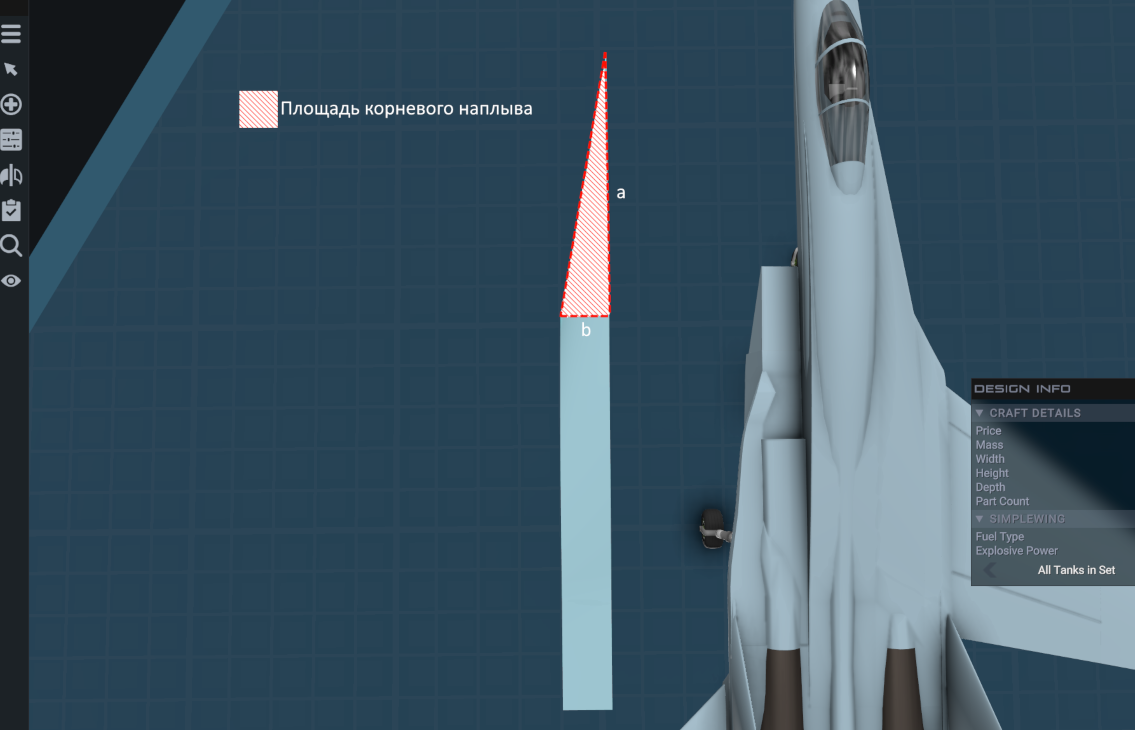 Площадь корневого наплыва
a
b
DESIGN INFO
CRAFT DETAILS
Price
Mass
Width
Height
Depth
Part Count
SIMPLEWING
Fuel Type
Explosive Power
All Tanks in Set